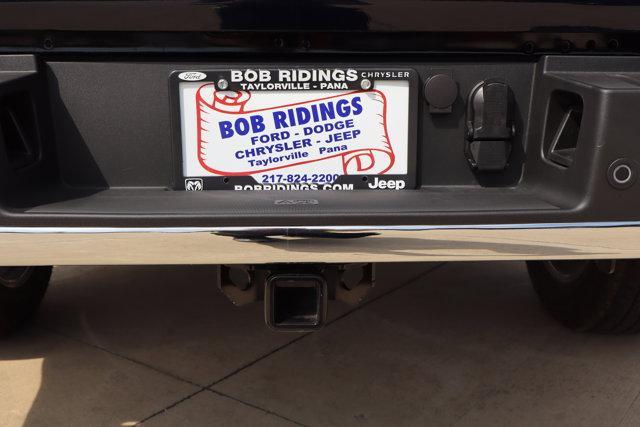 Ford BOB RIDINGS CHRYSLER
TAYLORVILLE - PANA
BOB RIDINGS
FORD - DODGE
CHRYSLER - JEEP
Taylorville Pana
217-824-2200
BOBRIDINGS.COM Jeep